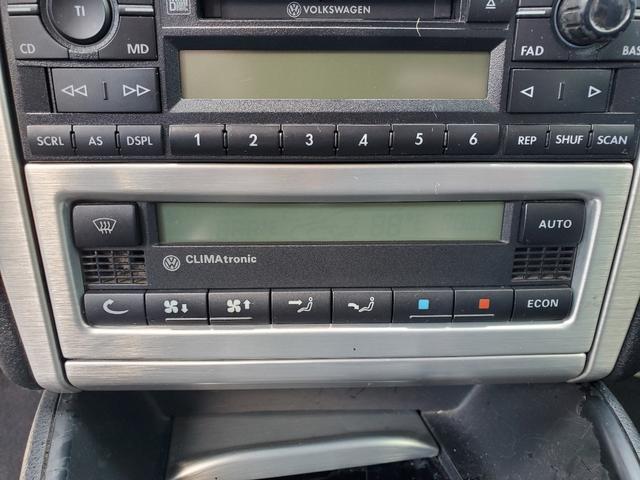 TI
VOLKSWAGEN
CD
MD
FAD
BAS
SCRL
AS
DSPL
1
2
3
4
5
6
REP
SHUF
SCAN
AUTO
CLIMAtronic
ECON